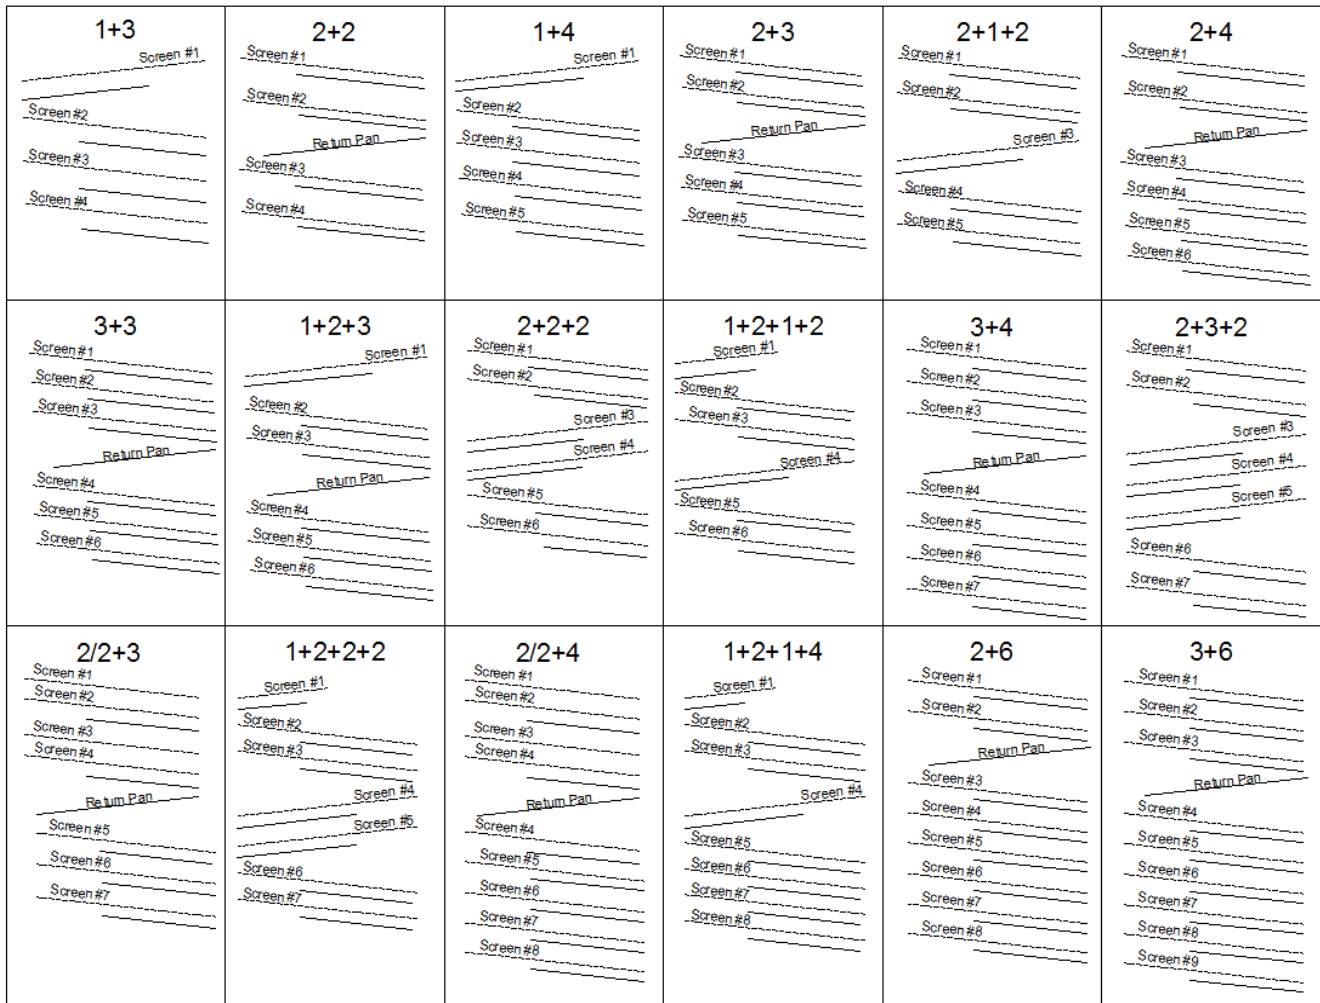 1+3
Screen #1
Screen #2
Screen #3
Screen #4
2+2
Screen #1
Screen #2
Return Pan
Screen #3
Screen #4
1+4
Screen #1
Screen #2
Screen #3
Screen #4
Screen #5
2+3
Screen #1
Screen #2
Return Pan
Screen #3
Screen #4
Screen #5
2+1+2
Screen #1
Screen #2
Screen #3
Screen #4
Screen #5
2+4
Screen #1
Screen #2
Return Pan
Screen #3
Screen #4
Screen #5
Screen #6
3+3
Screen #1
Screen #2
Screen #3
Return Pan
Screen #4
Screen #5
Screen #6
1+2+3
Screen #1
Screen #2
Screen #3
Return Pan
Screen #4
Screen #5
Screen #6
2+2+2
Screen #1
Screen #2
Screen #3
Screen #4
Screen #5
Screen #6
1+2+1+2
Screen #1
Screen #2
Screen #3
Screen #4
Screen #5
Screen #6
3+4
Screen #1
Screen #2
Screen #3
Return Pan
Screen #4
Screen #5
Screen #6
Screen #7
2+3+2
Screen #1
Screen #2
Screen #3
Screen #4
Screen #5
Screen #6
Screen #7
2/2+3
Screen #1
Screen #2
Screen #3
Screen #4
Return Pan
Screen #5
Screen #6
Screen #7
1+2+2+2
Screen #1
Screen #2
Screen #3
Screen #4
Screen #5
Screen #6
Screen #7
2/2+4
Screen #1
Screen #2
Screen #3
Screen #4
Return Pan
Screen #4
Screen #5
Screen #6
Screen #7
Screen #8
1+2+1+4
Screen #1
Screen #2
Screen #3
Screen #4
Screen #5
Screen #6
Screen #7
Screen #8
2+6
Screen #1
Screen #2
Return Pan
Screen #3
Screen #4
Screen #5
Screen #6
Screen #7
Screen #8
3+6
Screen #1
Screen #2
Screen #3
Return Pan
Screen #4
Screen #5
Screen #6
Screen #7
Screen #8
Screen #9